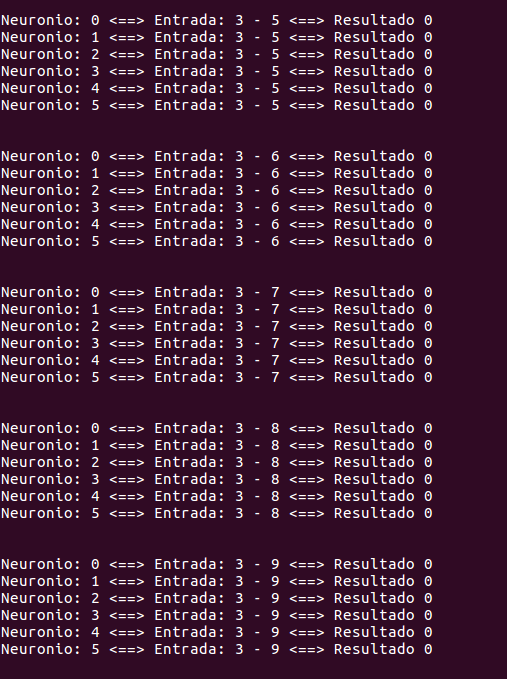 Neuronio: 0 <==> Entrada: 3 - 5 <==> Resultado 0
Neuronio: 1 <==> Entrada: 3 - 5 <==> Resultado 0
Neuronio: 2 <==> Entrada: 3 - 5 <==> Resultado 0
Neuronio: 3 <==> Entrada: 3 - 5 <==> Resultado 0
Neuronio: 4 <==> Entrada: 3 - 5 <==> Resultado 0
Neuronio: 5 <==> Entrada: 3 - 5 <==> Resultado 0
Neuronio: 0 <==> Entrada: 3 - 6 <==> Resultado 0
Neuronio: 1 <==> Entrada: 3 - 6 <==> Resultado 0
Neuronio: 2 <==> Entrada: 3 - 6 <==> Resultado 0
Neuronio: 3 <==> Entrada: 3 - 6 <==> Resultado 0
Neuronio: 4 <==> Entrada: 3 - 6 <==> Resultado 0
Neuronio: 5 <==> Entrada: 3 - 6 <==> Resultado 0
Neuronio: 0 <==> Entrada: 3 - 7 <==> Resultado 0
Neuronio: 1 <==> Entrada: 3 - 7 <==> Resultado 0
Neuronio: 2 <==> Entrada: 3 - 7 <==> Resultado 0
Neuronio: 3 <==> Entrada: 3 - 7 <==> Resultado 0
Neuronio: 4 <==> Entrada: 3 - 7 <==> Resultado 0
Neuronio: 5 <==> Entrada: 3 - 7 <==> Resultado 0
Neuronio: 0 <==> Entrada: 3 - 8 <==> Resultado 0
Neuronio: 1 <==> Entrada: 3 - 8 <==> Resultado 0
Neuronio: 2 <==> Entrada: 3 - 8 <==> Resultado 0
Neuronio: 3 <==> Entrada: 3 - 8 <==> Resultado 0
Neuronio: 4 <==> Entrada: 3 - 8 <==> Resultado 0
Neuronio: 5 <==> Entrada: 3 - 8 <==> Resultado 0
Neuronio: 0 <==> Entrada: 3 - 9 <==> Resultado 0
Neuronio: 1 <==> Entrada: 3 - 9 <==> Resultado 0
Neuronio: 2 <==> Entrada: 3 - 9 <==> Resultado 0
Neuronio: 3 <==> Entrada: 3 - 9 <==> Resultado 0
Neuronio: 4 <==> Entrada: 3 - 9 <==> Resultado 0
Neuronio: 5 <==> Entrada: 3 - 9 <==> Resultado 0